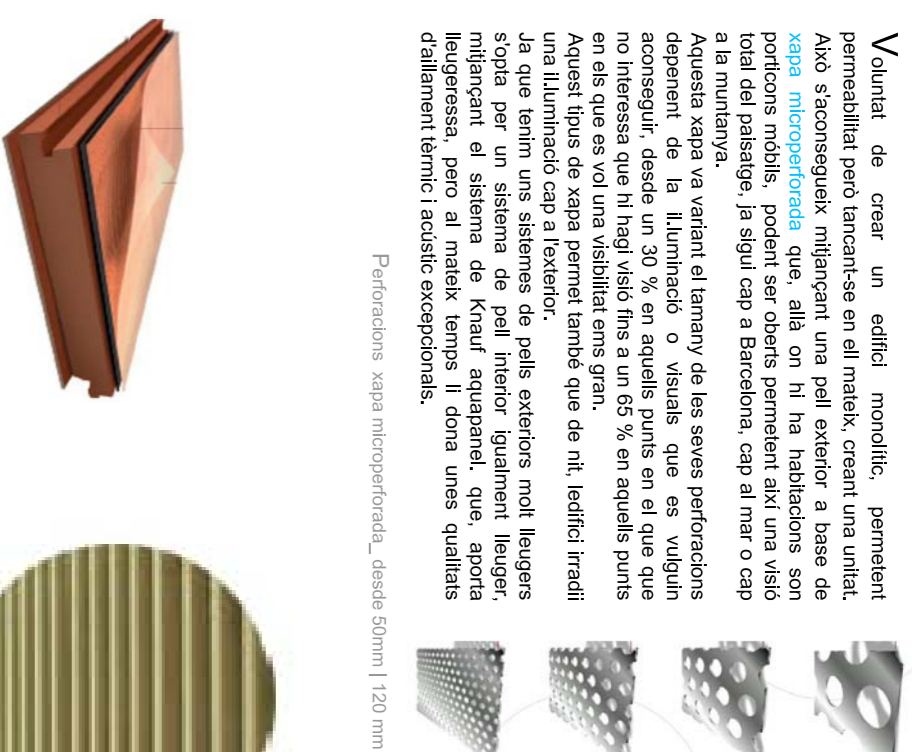 Voluntat de crear un edifici monolític, permetent
permeabilitat però tancant-se en ell mateix, creant una unitat.
Això s'aconsegueix mitjançant una pell exterior a base de
xapa microperforada que, allà on hi ha habitacions son
porticons móbils, podent ser oberts permetent així una visió
total del paisatge, ja sigui cap a Barcelona, cap al mar o cap
a la muntanya.
Aquesta xapa va variant el tamany de les seves perforacions
depenent de la il.luminació o visuals que es vulguin
aconseguir, desde un 30 % en aquells punts en el que que
no interessa que hi hagi visió fins a un 65 % en aquells punts
en els que es vol una visibilitat ems gran.
Aquest tipus de xapa permet també que de nit, ledifici irradii
una il.luminació cap a l'exterior.
Ja que tenim uns sistemes de pells exteriors molt lleugers
s'opta per un sistema de pell interior igualment lleuger,
mitjançant el sistema de Knauf aquapanel. que, aporta
lleugeressa, pero al mateix temps li dona unes qualitats
d'aillament tèrmic i acústic excepcionals.
Perforacions xapa microperforada_ desde 50mm | 120 mm